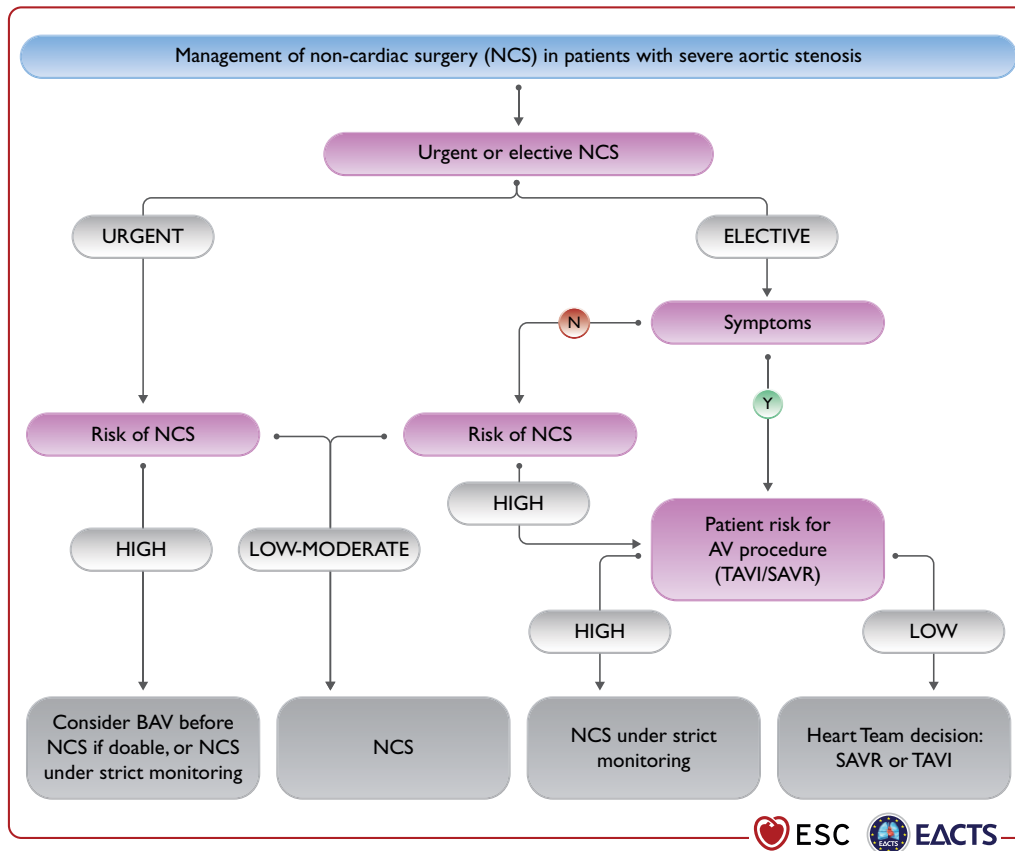 Management of non-cardiac surgery (NCS) in patients with severe aortic stenosis
Urgent or elective NCS
URGENT
ELECTIVE
N
Symptoms
Y
Risk of NCS
Risk of NCS
HIGH
LOW-MODERATE
HIGH
Patient risk for
AV procedure
(TAVI/SAVR)
HIGH
LOW
Consider BAV before
NCS if doable, or NCS
under strict monitoring
NCS
NCS under strict
monitoring
Heart Team decision:
SAVR or TAVI
ESC
EACTS
EΔCTS